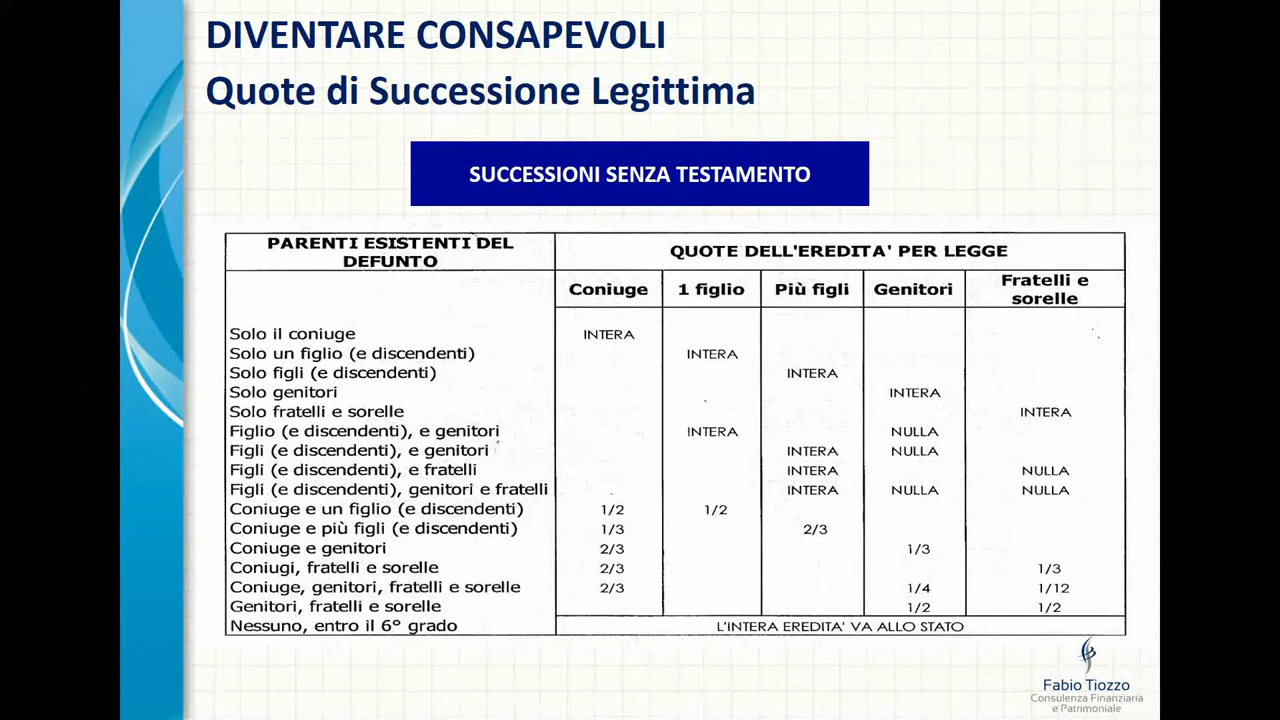 DIVENTARE CONSAPEVOLI
Quote di Successione Legittima
SUCCESSIONI SENZA TESTAMENTO
PARENTI ESISTENTI DEL
DEFUNTO
QUOTE DELL'EREDITA' PER LEGGE
Coniuge 1 figlio Più figli Genitori Fratelli e
sorelle
Solo il coniuge INTERA
Solo un figlio (e discendenti) INTERA
Solo figli (e discendenti) INTERA
Solo genitori INTERA
Solo fratelli e sorelle INTERA
Figlio (e discendenti), e genitori INTERA NULLA
Figli (e discendenti), e genitori INTERA NULLA
Figli (e discendenti), e fratelli INTERA NULLA
Figli (e discendenti), genitori e fratelli INTERA NULLA NULLA
Coniuge e un figlio (e discendenti) 1/2 1/2
Coniuge e più figli (e discendenti) 1/3 2/3
Coniuge e genitori 2/3 1/3
Coniugi, fratelli e sorelle 2/3 1/3
Coniuge, genitori, fratelli e sorelle 2/3 1/4 1/12
Genitori, fratelli e sorelle 1/2 1/2
Nessuno, entro il 6° grado L'INTERA EREDITA' VA ALLO STATO
Fabio Tiozzo
Consulenza Finanziaria
e Patrimoniale